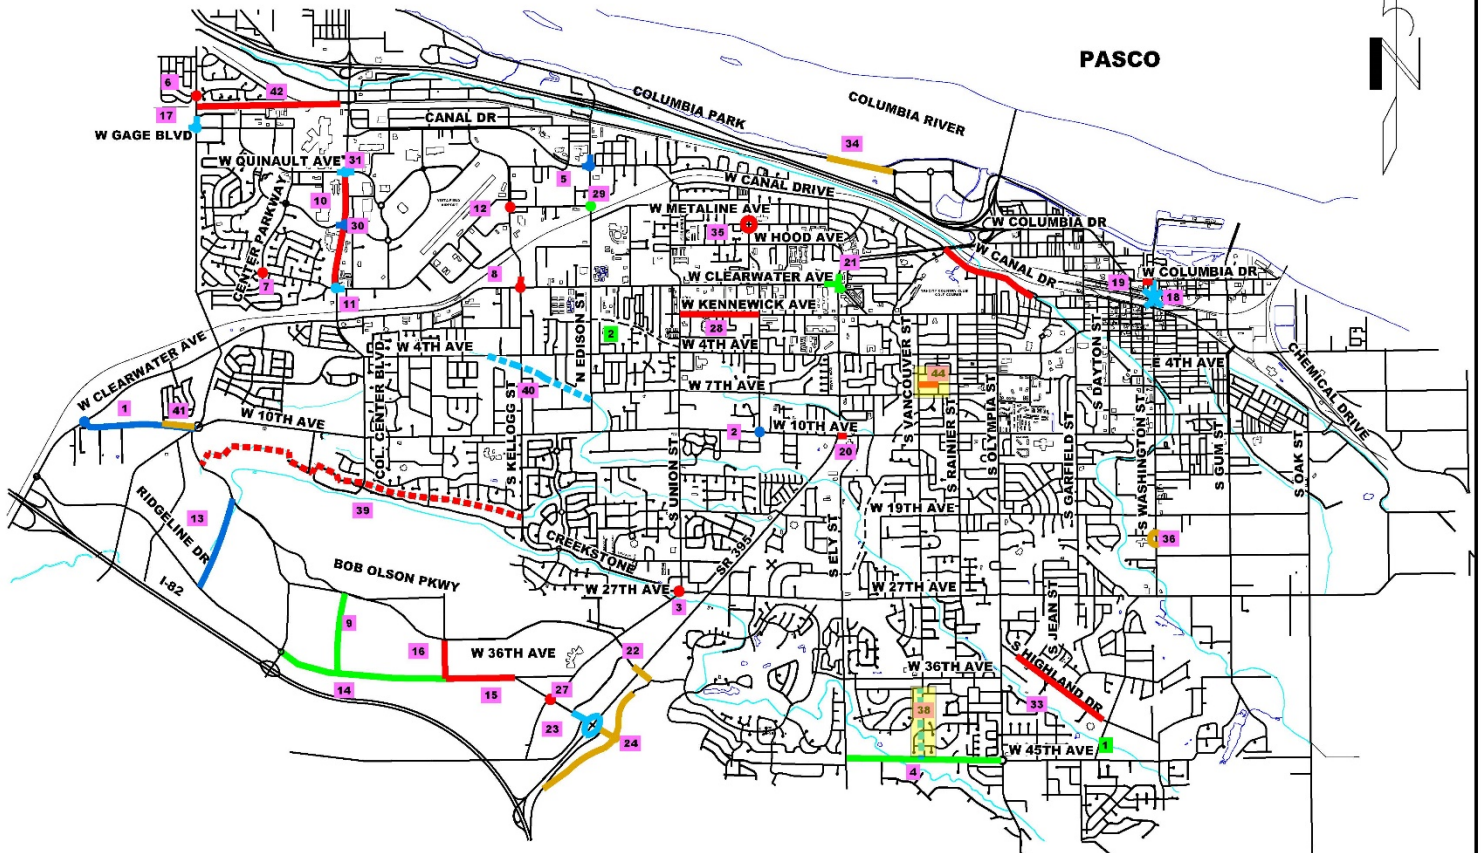 PASCO
N
COLUMBIA PARK
COLUMBIA RIVER
6
42
17
W GAGE BLVD
CANAL DR
34
W QUINAULT AVE
31
5
29
W CANAL DRIVE
CENTER PARKWAY
10
12
W METALINE AVE
35
W HOOD AVE
W COLUMBIA DR
30
7
8
21
W CLEARWATER AVE
W CANAL DR
W COLUMBIA DR
19
18
11
W KENNEWICK AVE
28
N EDISON ST
2
W 4TH AVE
W 4TH AVE
S VANCOUVER ST
S DAYTON ST
E 4TH AVE
CHEMICAL DRIVE
W CLEARWATER AVE
COL. CENTER BLVD
40
W 7TH AVE
44
1
41
W 10TH AVE
S KELLOGG ST
2
W 10TH AVE
20
S RAINIER ST
S OLYMPIA ST
S GARFIELD ST
S WASHINGTON ST
S GUM ST
S OAK ST
S UNION ST
RIDGELINE DR
13
39
W 19TH AVE
CREEKSTONE
SR 395
S ELY ST
36
I-82
BOB OLSON PKWY
W 27TH AVE
3
W 27TH AVE
S JEAN ST
9
16
W 36TH AVE
22
W 36TH AVE
S HIGHLAND DR
14
15
27
23
24
38
33
W 45TH AVE
1
4